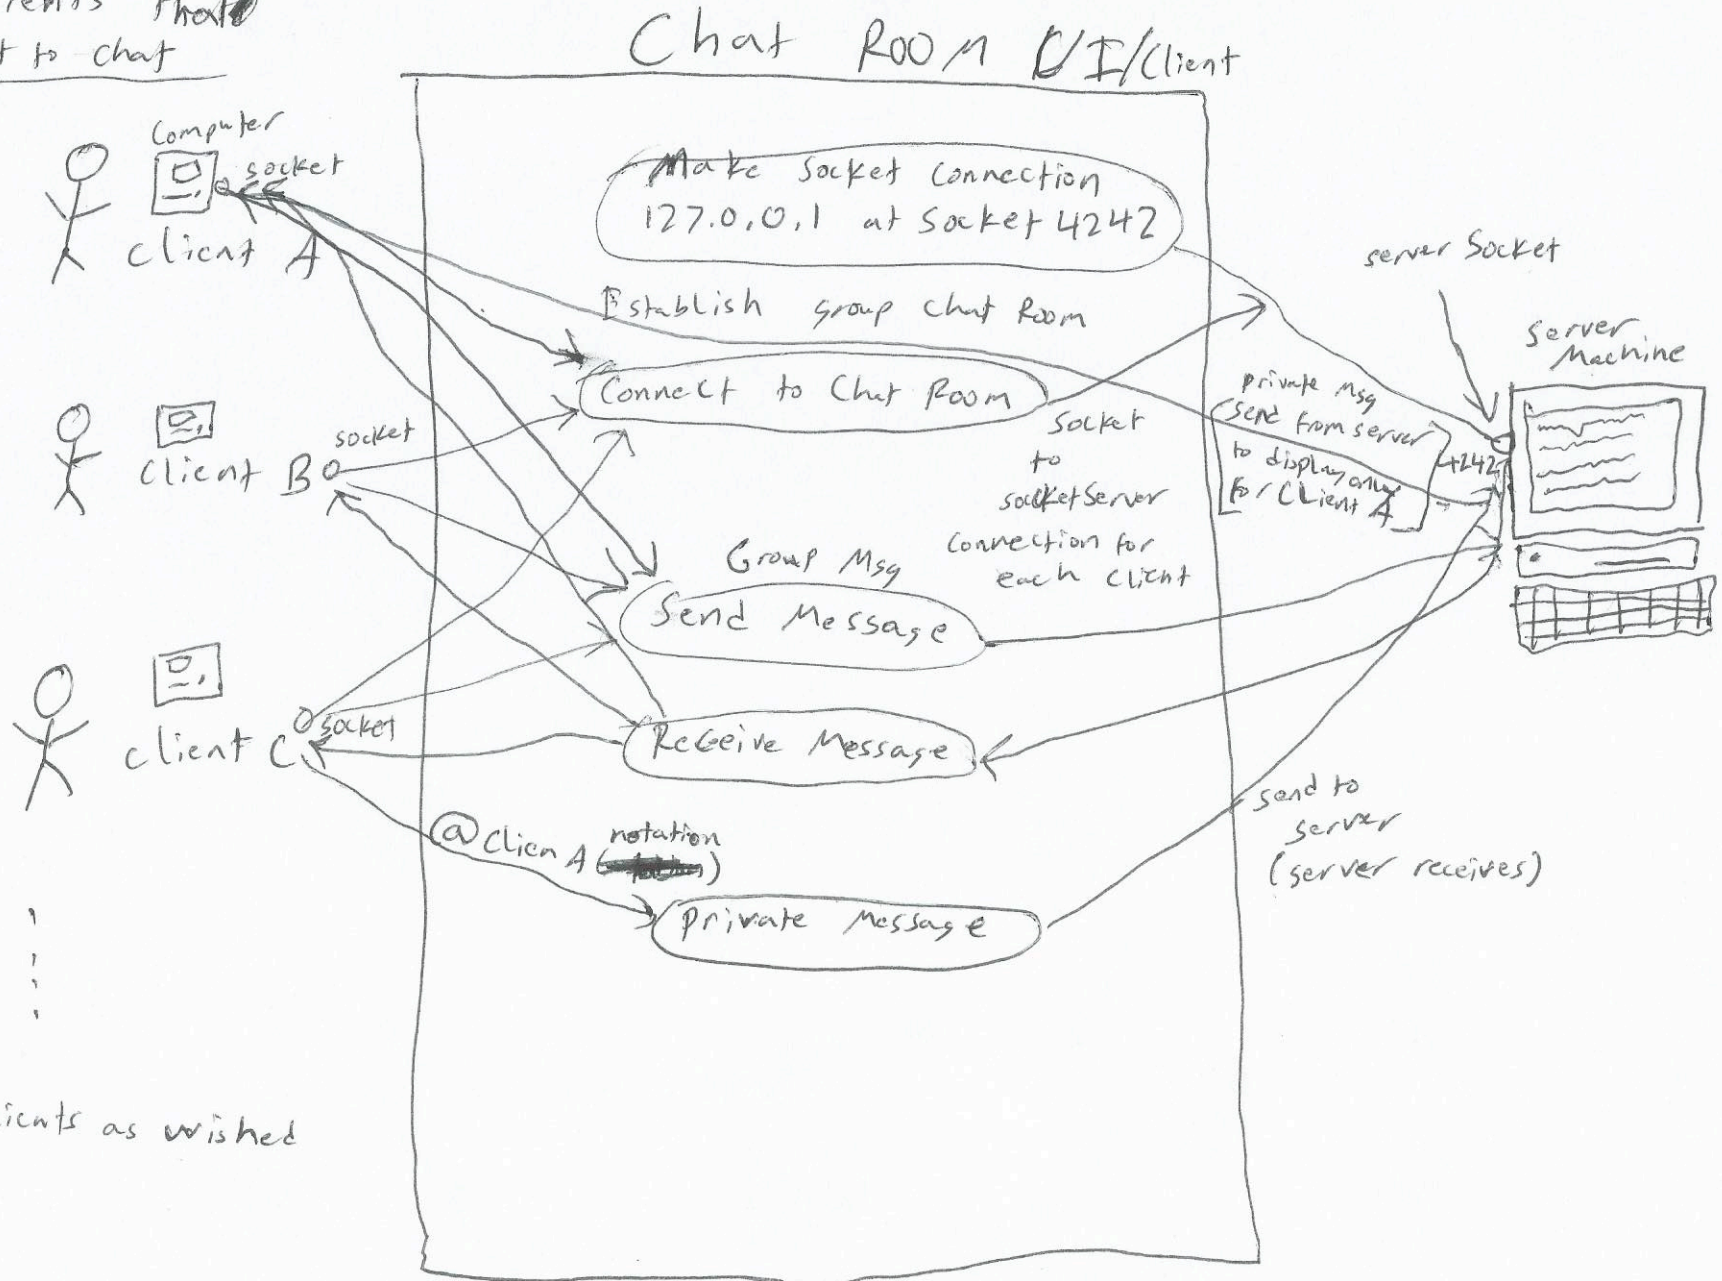 that
t to chat
Chat Room UI/Client
Computer
socket
Client A
Make Socket Connection
127.0.0.1 at Socket 4242
Establish group Chat Room
Connect to Chat Room
socket
Client B
socket
to
socketServer
connection for
each client
server Socket
server
Machine
private Msg
send from server
to display only
for Client A
4242
Group Msg
Send Message
socket
client C
Receive Message
@ClienA (notation)
Private Message
send to
server
(server receives)
ients as wished